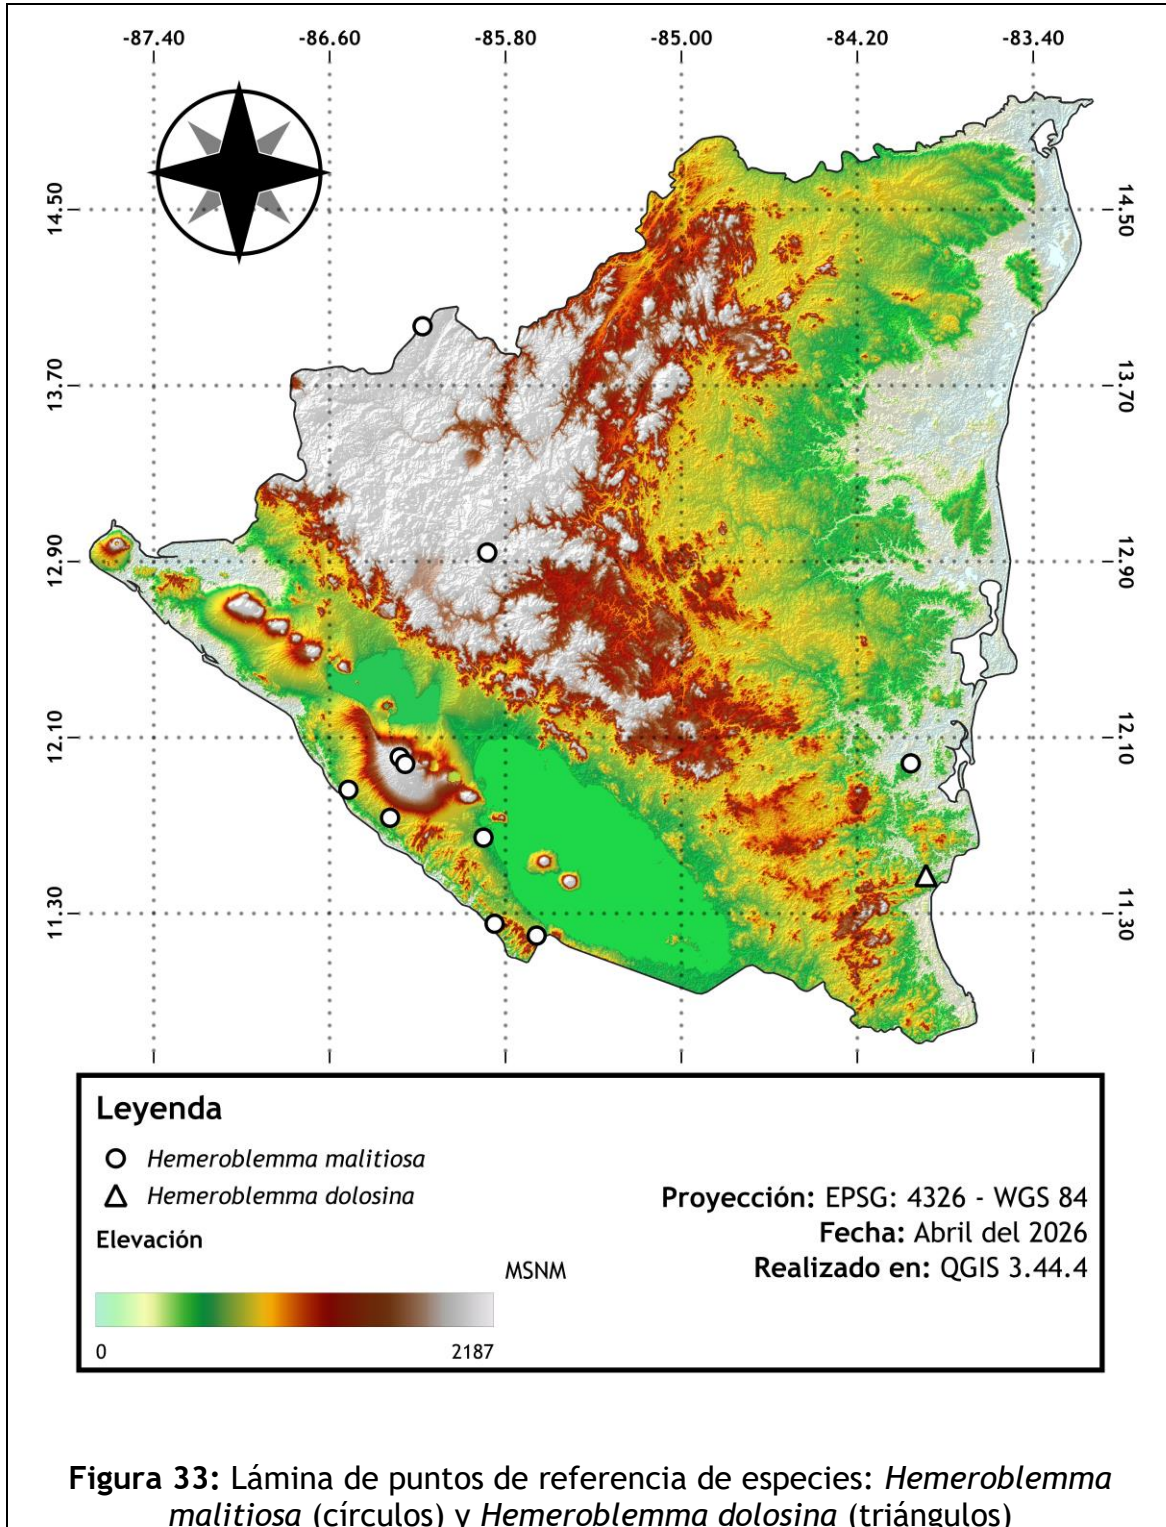 -87.40 -86.60 -85.80 -85.00 -84.20 -83.40
14.50 14.50
13.70 13.70
12.90 12.90
12.10 12.10
11.30 11.30
Leyenda
Hemeroblemma malitiosa
Hemeroblemma dolosina
Elevación
MSNM
0 2187
Proyección: EPSG: 4326 - WGS 84
Fecha: Abril del 2026
Realizado en: QGIS 3.44.4
Figura 33: Lámina de puntos de referencia de especies: Hemeroblemma
malitiosa (círculos) y Hemeroblemma dolosina (triángulos)